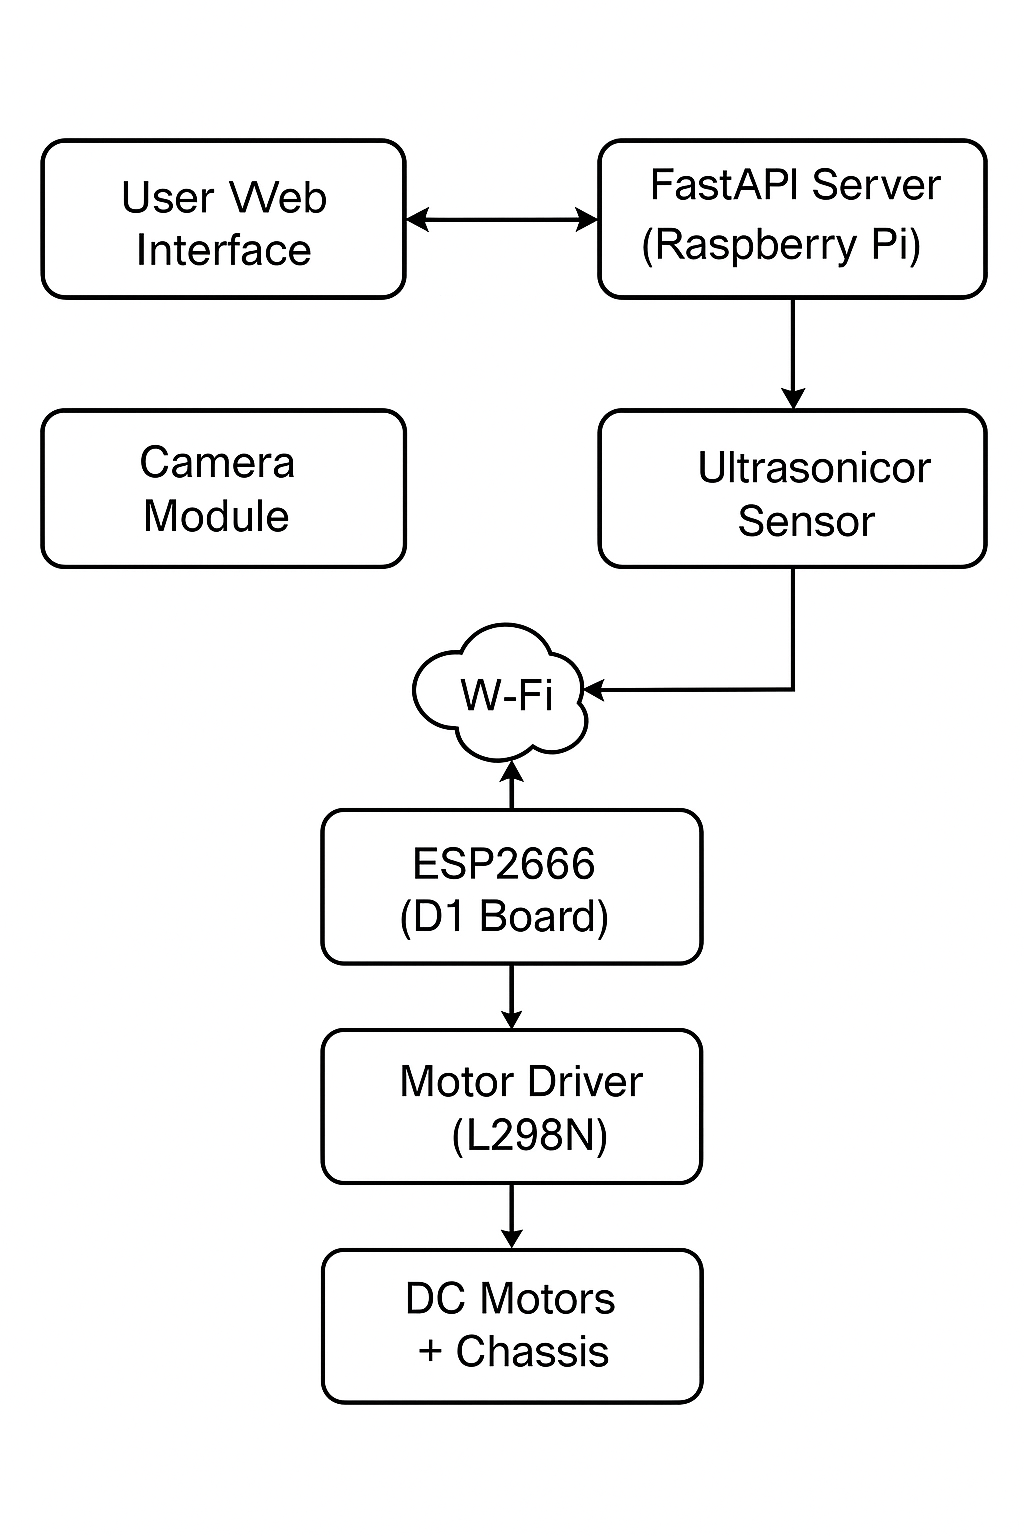 User Web
Interface
FastAPI Server
(Raspberry Pi)
Camera
Module
Ultrasonicor
Sensor
W-Fi
ESP2666
(D1 Board)
Motor Driver
(L298N)
DC Motors
+ Chassis